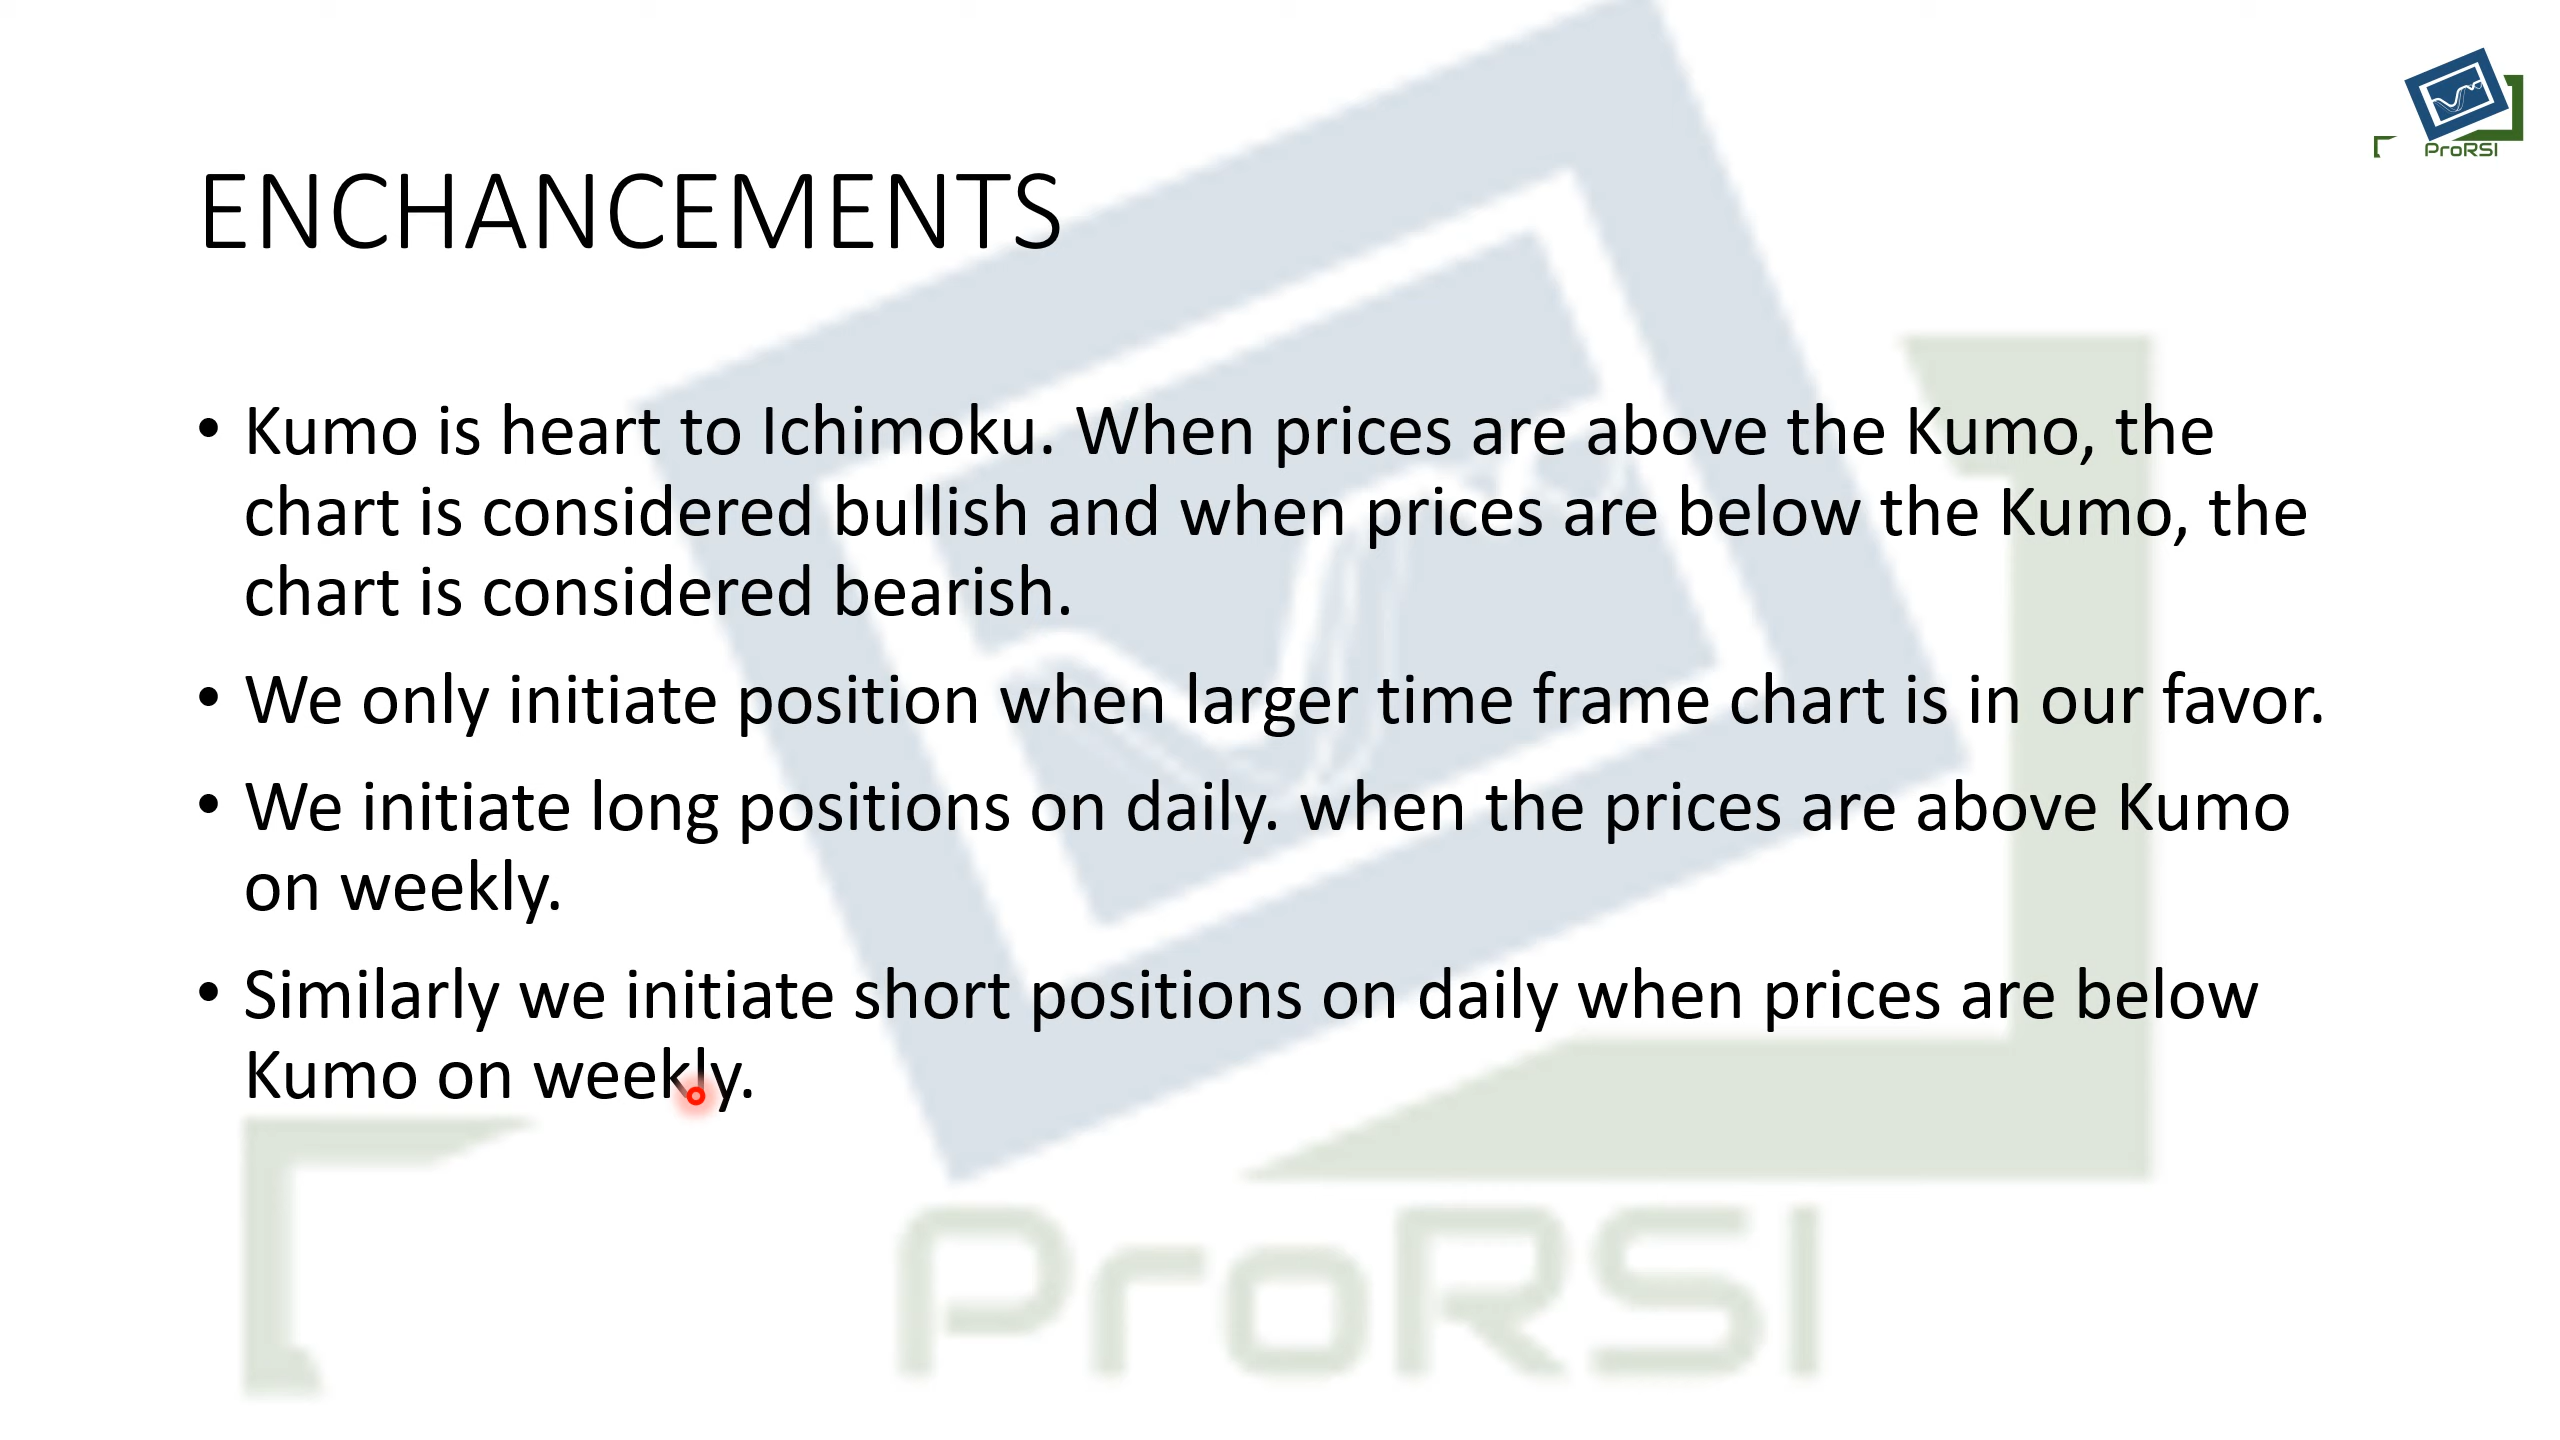 ProRSI
ENCHANCEMENTS
• Kumo is heart to Ichimoku. When prices are above the Kumo, the
chart is considered bullish and when prices are below the Kumo, the
chart is considered bearish.
• We only initiate position when larger time frame chart is in our favor.
• We initiate long positions on daily. when the prices are above Kumo
on weekly.
• Similarly we initiate short positions on daily when prices are below
Kumo on weekly.
ProRSI